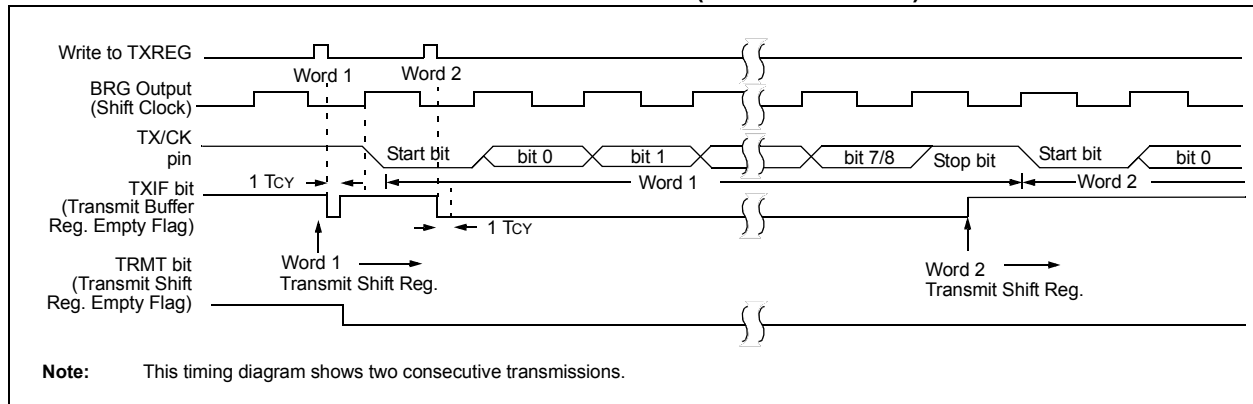 Write to TXREG
Word 1
Word 2
BRG Output
(Shift Clock)
TX/CK
pin
Start bit
bit 0
bit 1
bit 7/8
Stop bit
Start bit
bit 0
1 TCY
Word 1
Word 2
TXIF bit
(Transmit Buffer
Reg. Empty Flag)
1 TCY
Word 1
Transmit Shift Reg.
Word 2
Transmit Shift Reg.
TRMT bit
(Transmit Shift
Reg. Empty Flag)
Note: This timing diagram shows two consecutive transmissions.